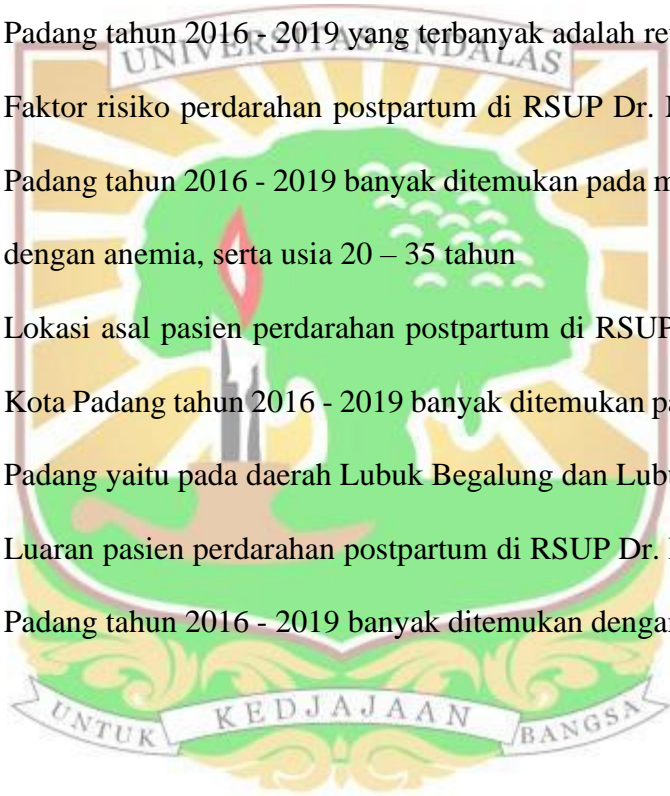 Padang tahun 2016 - 2019 yang terbanyak adalah re
UNIVERSITAS ANDALAS
Faktor risiko perdarahan postpartum di RSUP Dr.
Padang tahun 2016 - 2019 banyak ditemukan pada m
dengan anemia, serta usia 20 – 35 tahun
Lokasi asal pasien perdarahan postpartum di RSUP
Kota Padang tahun 2016 - 2019 banyak ditemukan pa
Padang yaitu pada daerah Lubuk Begalung dan Lubu
Luaran pasien perdarahan postpartum di RSUP Dr.
Padang tahun 2016 - 2019 banyak ditemukan dengan
UNTUK KEDJAJAAN BANGSA